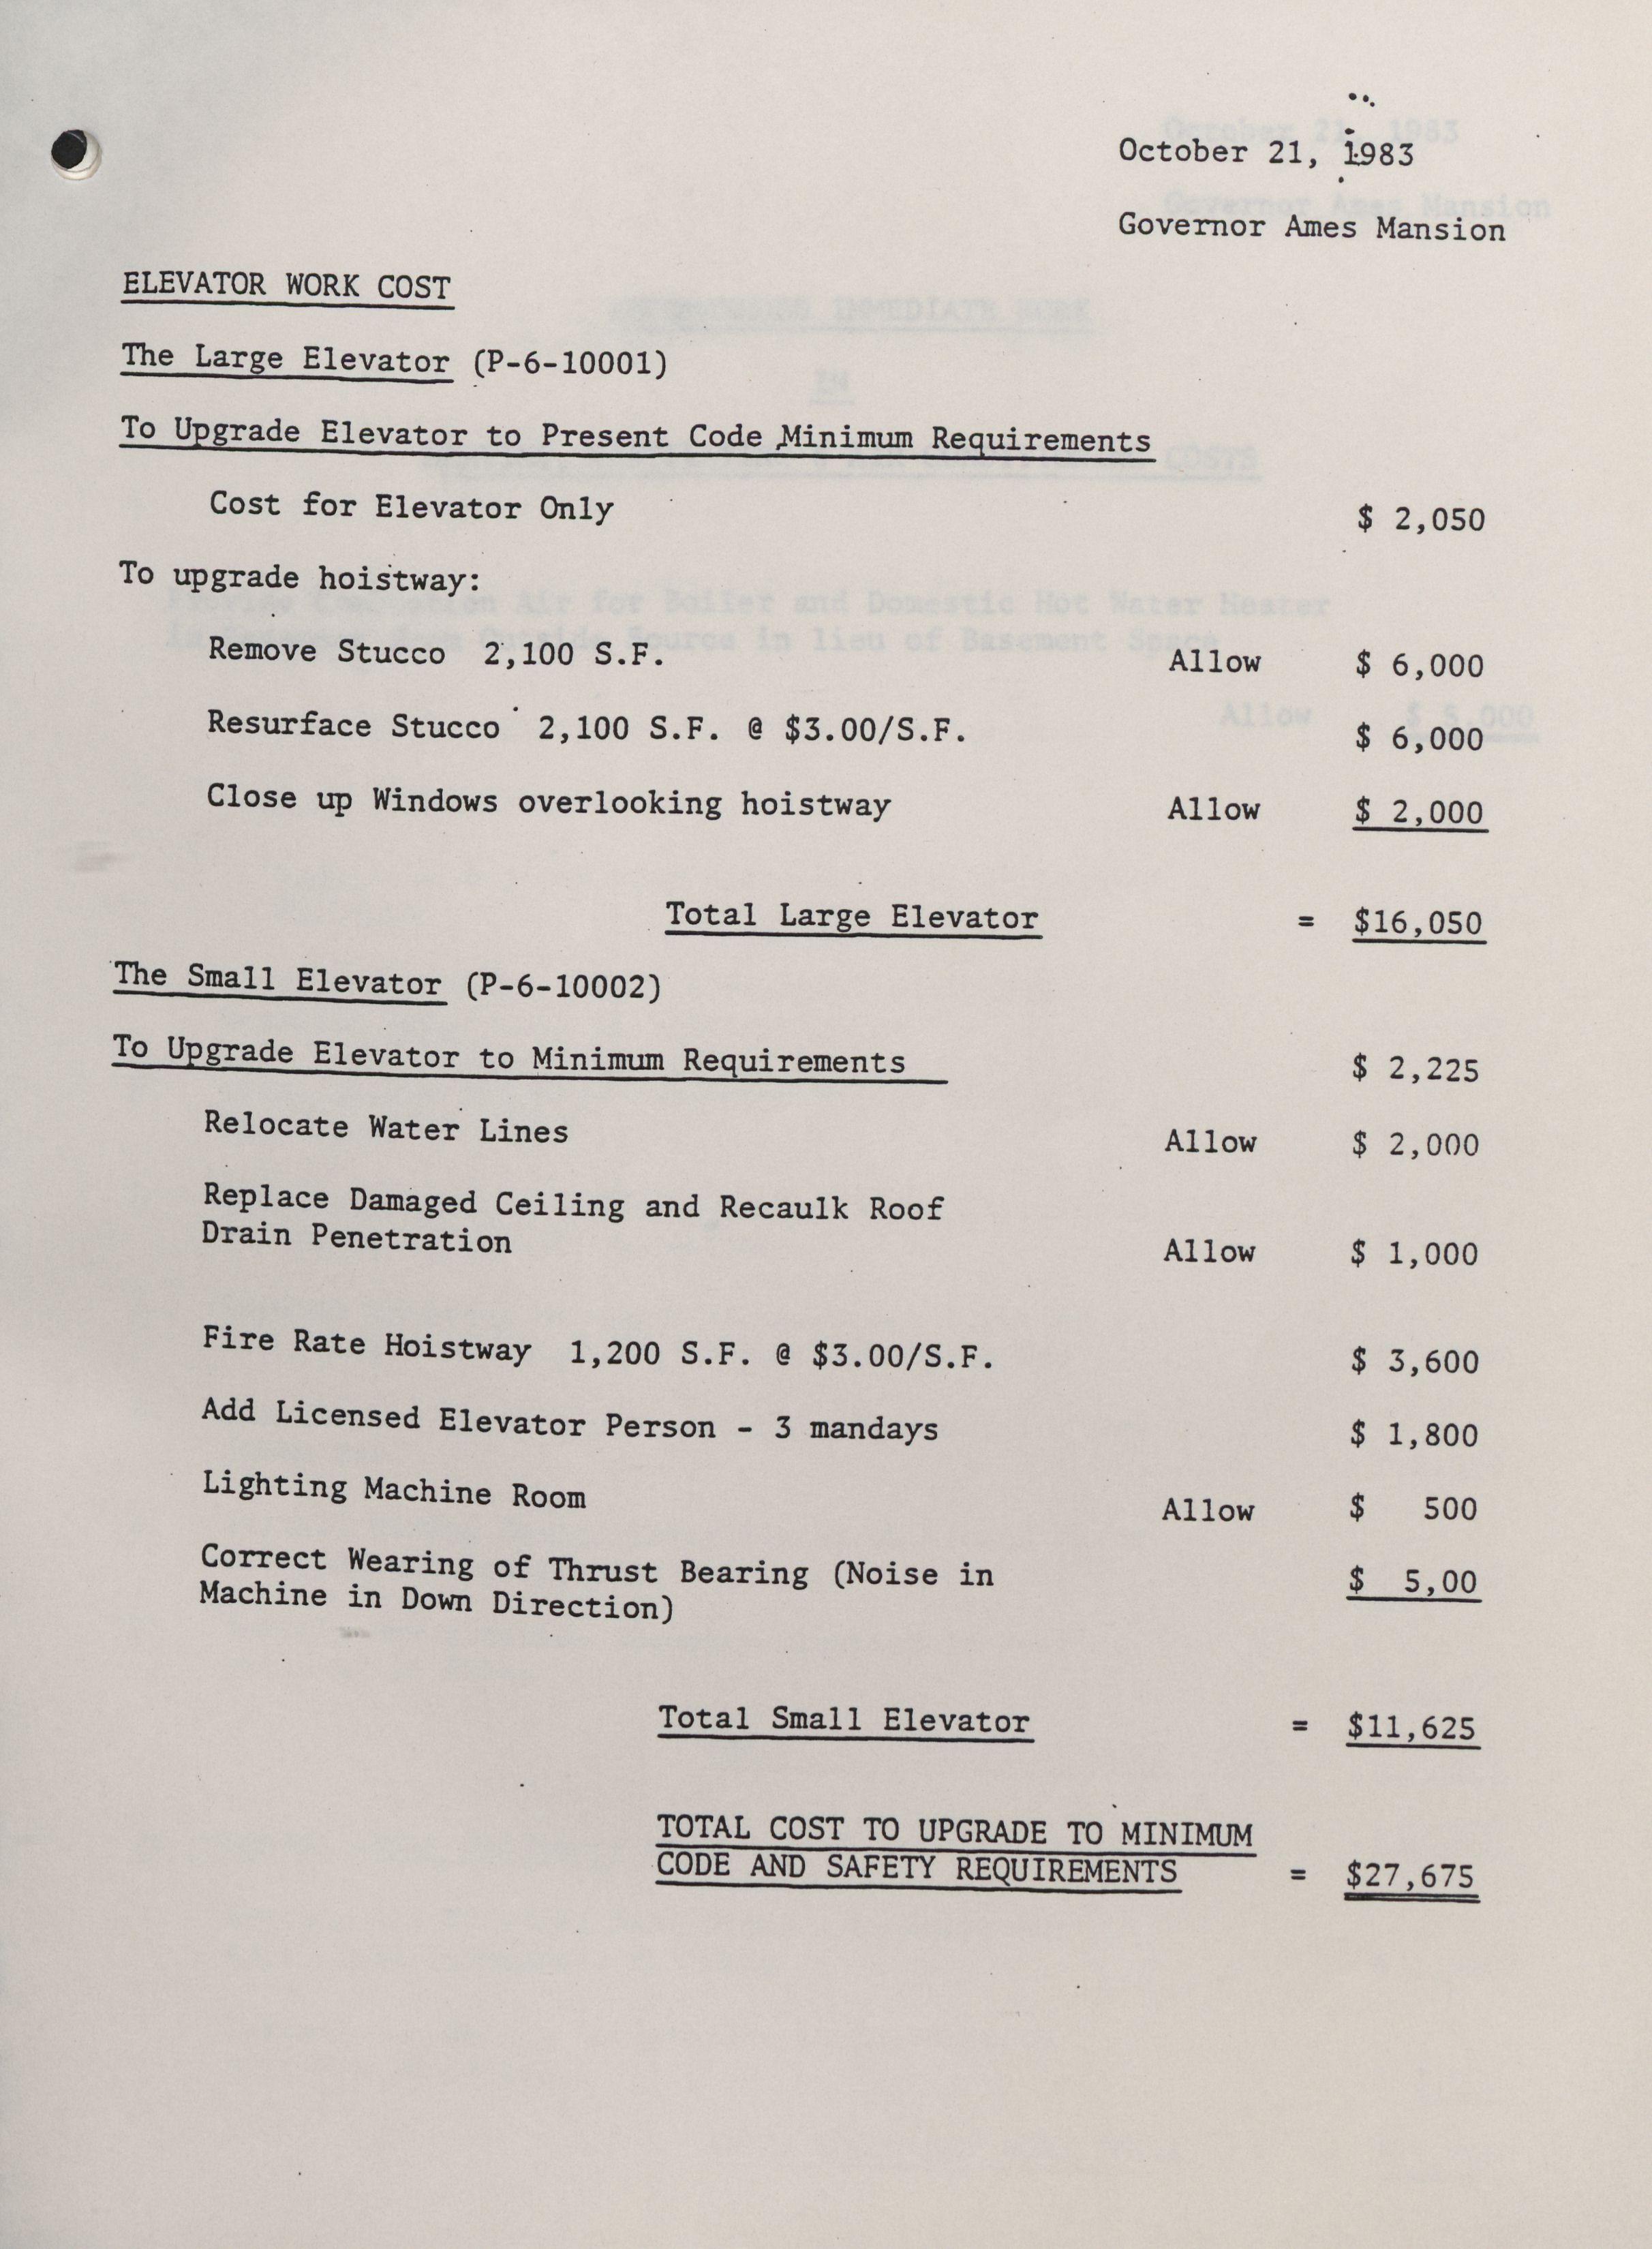 October 21, 1983
Governor Ames Mansion
ELEVATOR WORK COST
The Large Elevator (P-6-10001)
To Upgrade Elevator to Present Code Minimum Requirements
Cost for Elevator Only $ 2,050
To upgrade hoistway:
Remove Stucco 2,100 S.F. Allow $ 6,000
Resurface Stucco 2,100 S.F. @ $3.00/S.F. $ 6,000
Close up Windows overlooking hoistway Allow $ 2,000
Total Large Elevator = $16,050
The Small Elevator (P-6-10002)
To Upgrade Elevator to Minimum Requirements $ 2,225
Relocate Water Lines Allow $ 2,000
Replace Damaged Ceiling and Recaulk Roof
Drain Penetration Allow $ 1,000
Fire Rate Hoistway 1,200 S.F. @ $3.00/S.F. $ 3,600
Add Licensed Elevator Person - 3 mandays $ 1,800
Lighting Machine Room Allow $ 500
Correct Wearing of Thrust Bearing (Noise in
Machine in Down Direction) $ 5,00
Total Small Elevator = $11,625
TOTAL COST TO UPGRADE TO MINIMUM
CODE AND SAFETY REQUIREMENTS = $27,675